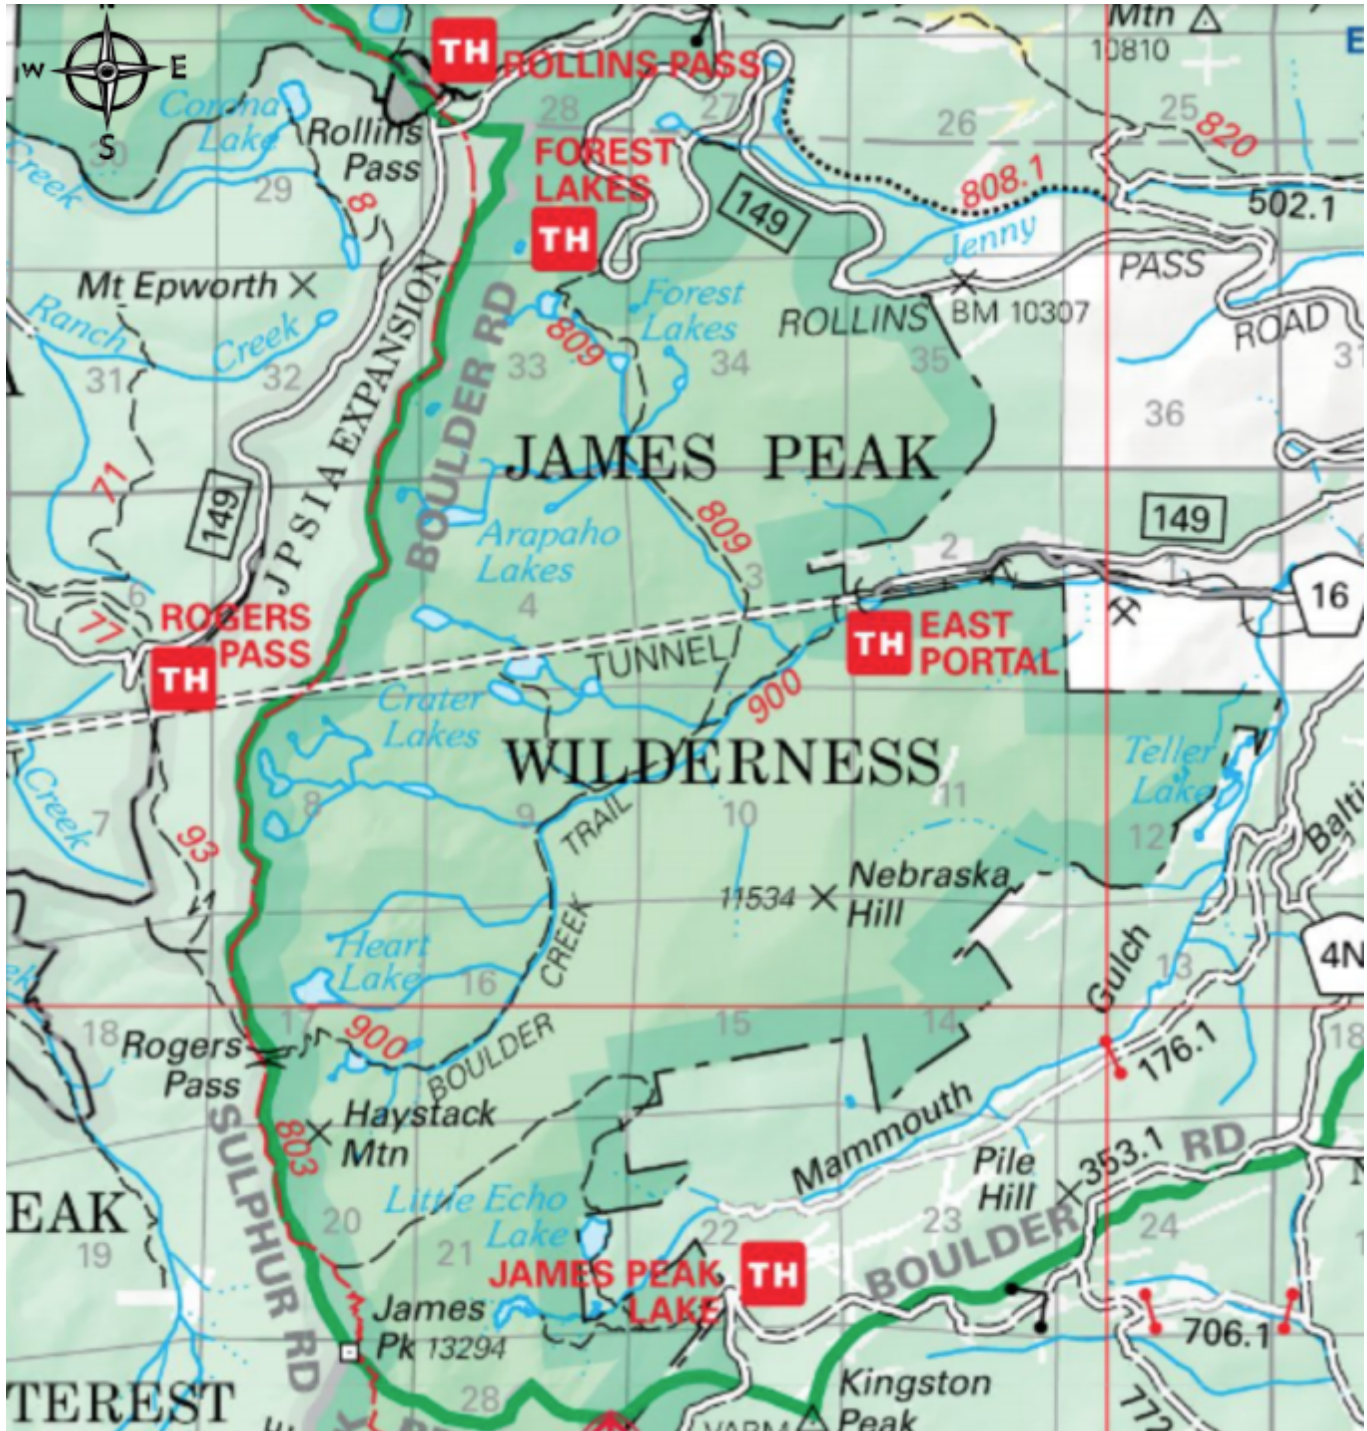 N
W
E
S
TH
ROLLINS PASS
Mtn
10810
E
Corona
Lake
Rollins
Pass
28
27
26
25
820
30
Creek
29
8
FOREST
LAKES
TH
149
808.1
502.1
Jenny
Mt Epworth
PASS
Ranch
Creek
Forest
Lakes
ROLLINS
BM 10307
ROAD
31
32
JPSIA EXPANSION
BOULDER RD
33
809
34
35
36
31
71
149
JAMES PEAK
Arapaho
Lakes
809
149
2
1
3
6
4
77
ROGERS
PASS
TH
16
TH
EAST
PORTAL
TUNNEL
900
Crater
Lakes
WILDERNESS
Teller
Lake
Creek
7
8
9
10
11
12
93
TRAIL
Nebraska
Hill
11534
Balti
Heart
Lake
CREEK
16
Gulch
13
4N
18
17
900
15
14
18
Rogers
Pass
BOULDER
176.1
SULPHUR RD
803
Haystack
Mtn
Mammouth
Pile
Hill
353.1
RD
EAK
19
20
Little Echo
Lake
21
22
23
BOULDER
24
JAMES PEAK
LAKE
TH
James
Pk 13294
706.1
TEREST
28
Kingston
Peak
VABM
772